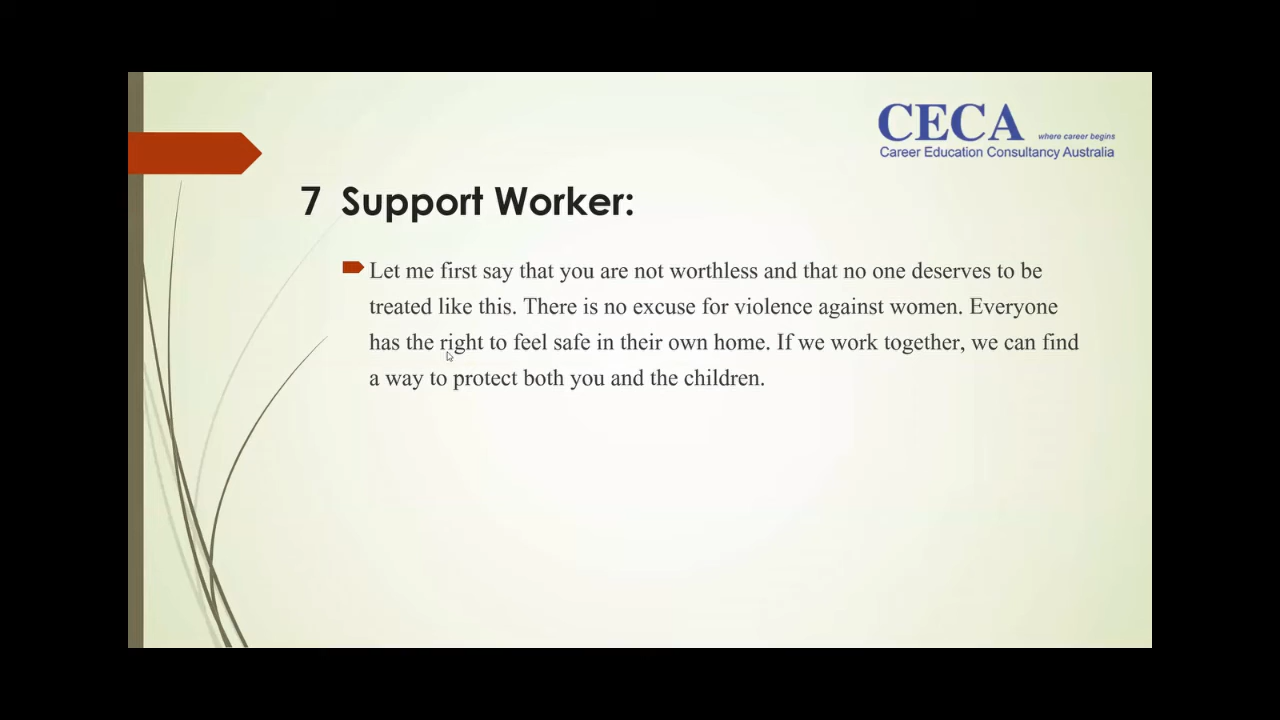 CECA where career begins
Career Education Consultancy Australia
7 Support Worker:
Let me first say that you are not worthless and that no one deserves to be
treated like this. There is no excuse for violence against women. Everyone
has the right to feel safe in their own home. If we work together, we can find
a way to protect both you and the children.